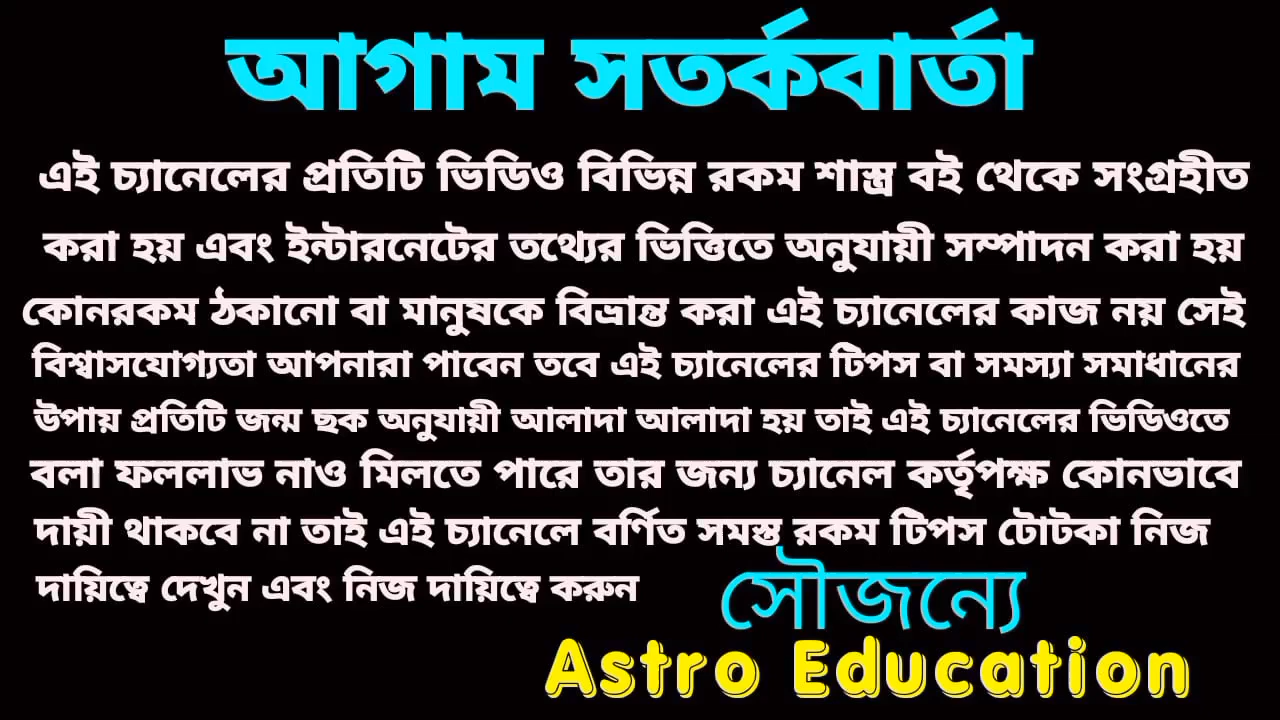 আগাম সতর্কবার্তা
এই চ্যানেলের প্রতিটি ভিডিও বিভিন্ন রকম শাস্ত্র বই থেকে সংগ্রহীত
করা হয় এবং ইন্টারনেটের তথ্যের ভিত্তিতে অনুযায়ী সম্পাদন করা হয়
কোনরকম ঠকানো বা মানুষকে বিভ্রান্ত করা এই চ্যানেলের কাজ নয় সেই
বিশ্বাসযোগ্যতা আপনারা পাবেন তবে এই চ্যানেলের টিপস বা সমস্যা সমাধানের
উপায় প্রতিটি জন্ম ছক অনুযায়ী আলাদা আলাদা হয় তাই এই চ্যানেলের ভিডিওতে
বলা ফললাভ নাও মিলতে পারে তার জন্য চ্যানেল কর্তৃপক্ষ কোনভাবে
দায়ী থাকবে না তাই এই চ্যানেলে বর্ণিত সমস্ত রকম টিপস টোটকা নিজ
দায়িত্বে দেখুন এবং নিজ দায়িত্বে করুন
সৌজন্যে
Astro Education